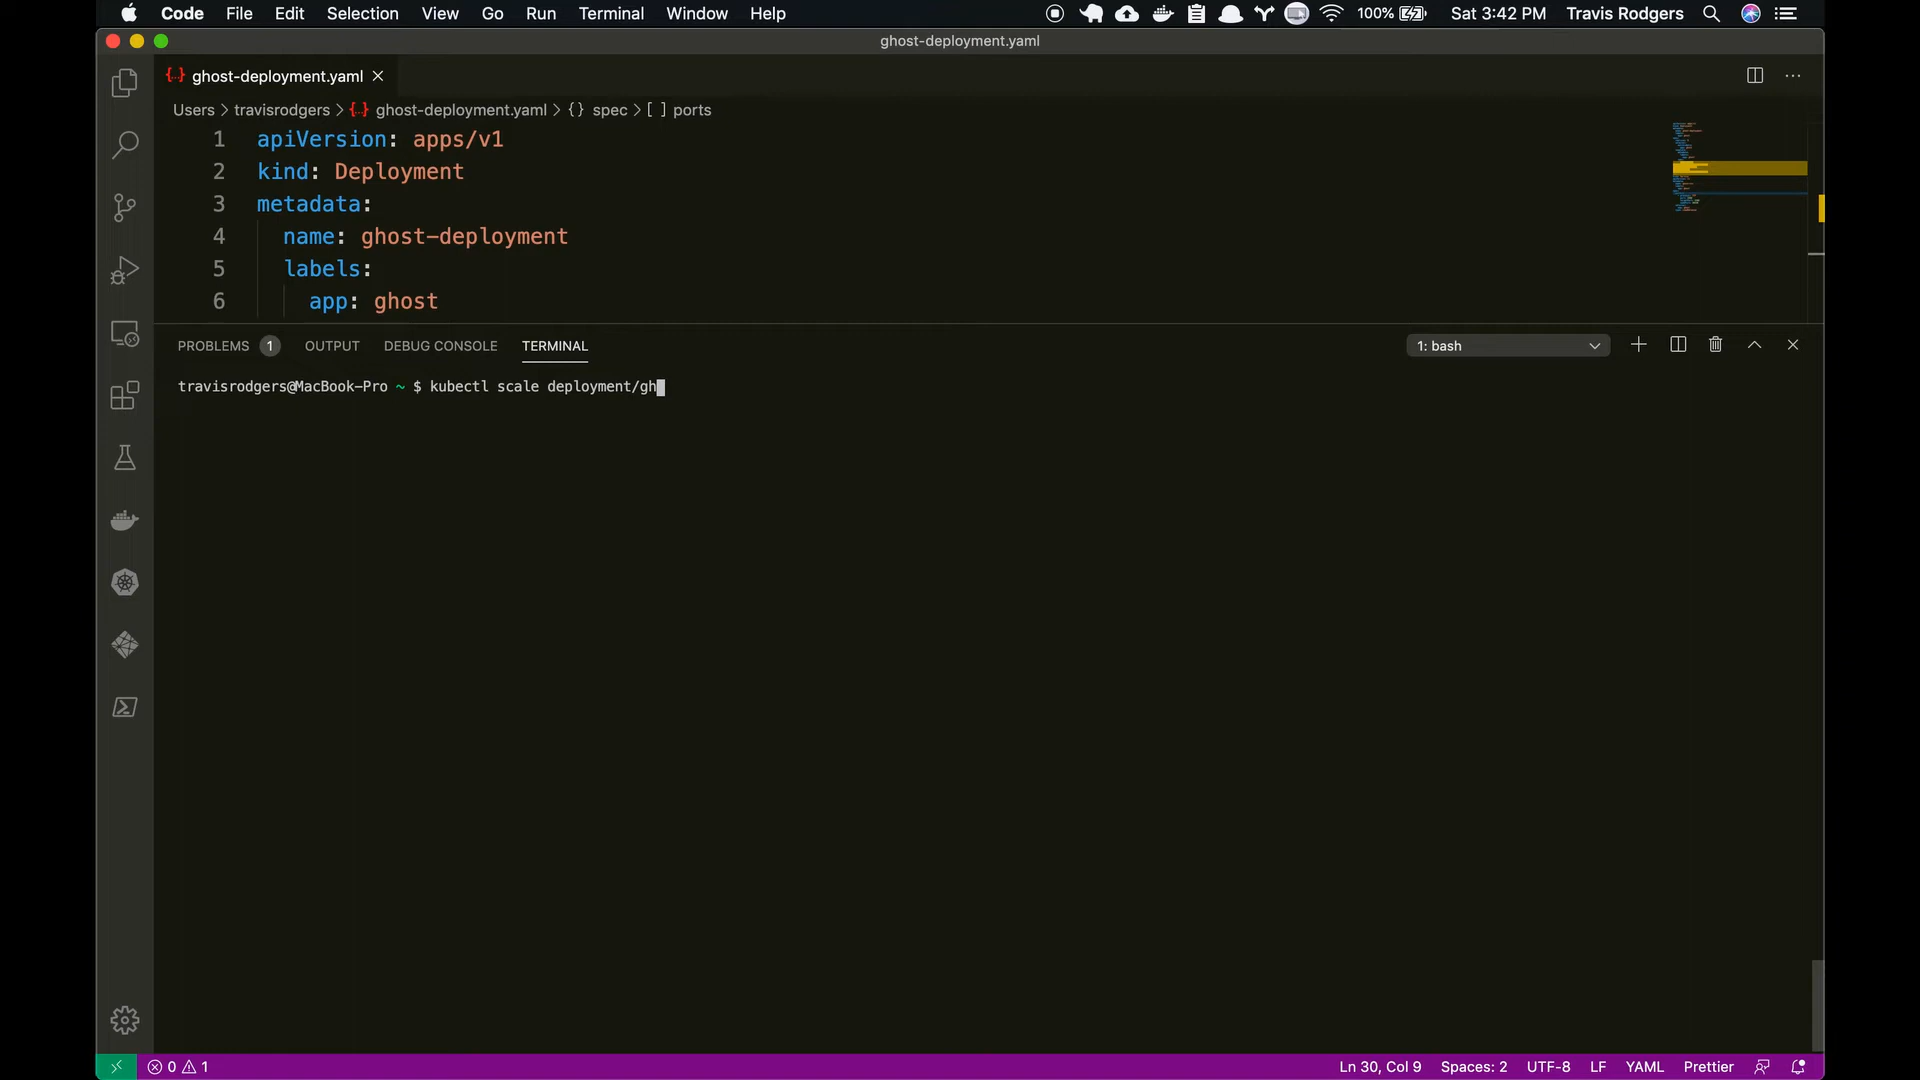 Code File Edit Selection View Go Run Terminal Window Help 100% Sat 3:42 PM Travis Rodgers
ghost-deployment.yaml
{..} ghost-deployment.yaml
Users > travisrodgers > {..} ghost-deployment.yaml > {} spec > [ ] ports
1 apiVersion: apps/v1
2 kind: Deployment
3 metadata:
4 name: ghost-deployment
5 labels:
6 app: ghost
PROBLEMS 1 OUTPUT DEBUG CONSOLE TERMINAL 1: bash
travisrodgers@MacBook-Pro ~ $ kubectl scale deployment/gh
0 1 Ln 30, Col 9 Spaces: 2 UTF-8 LF YAML Prettier